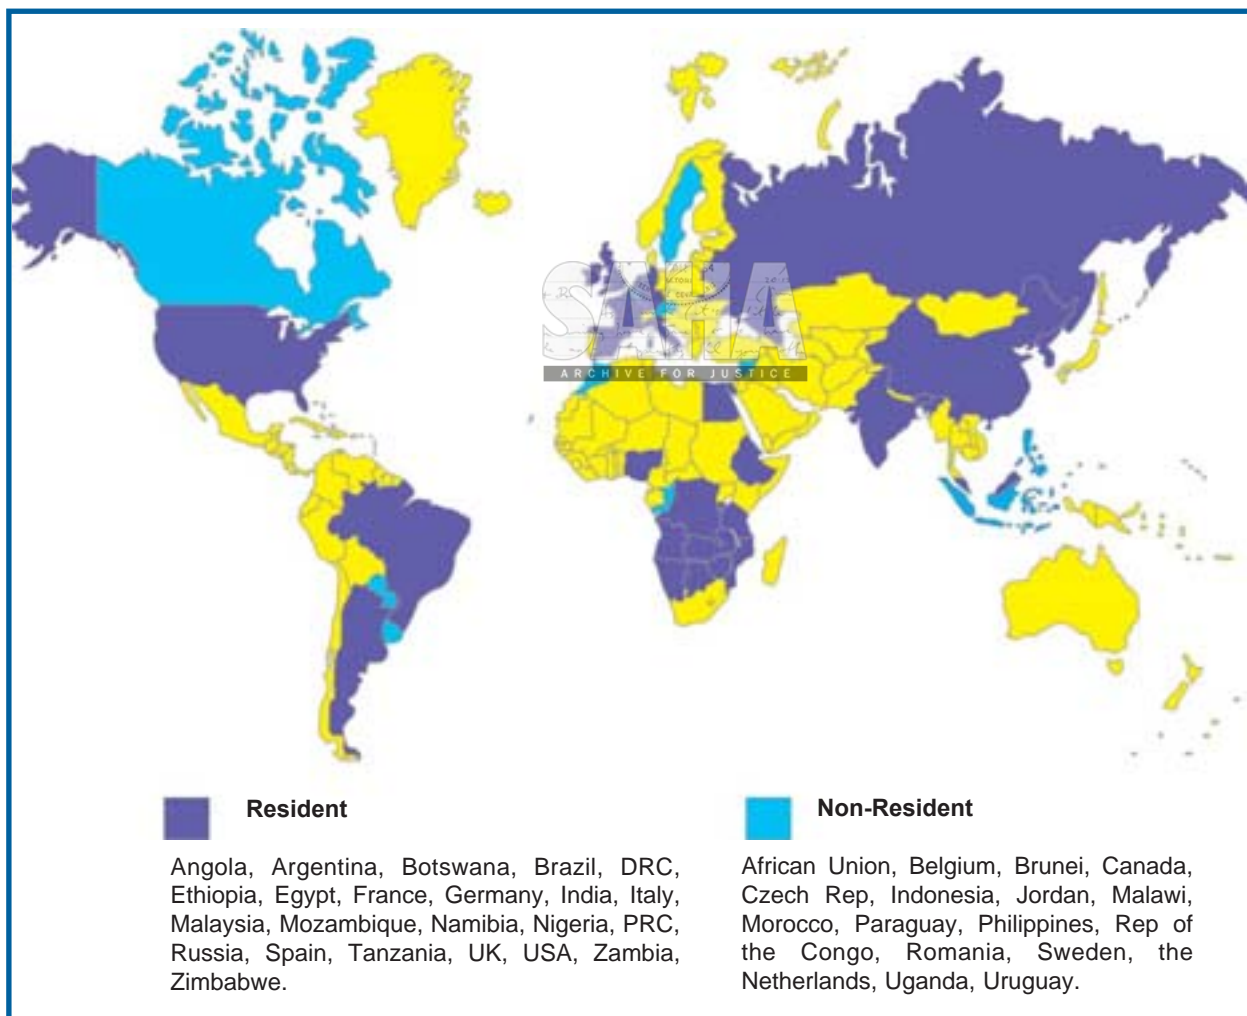 SAHA
ARCHIVE FOR JUSTICE
Resident
Angola, Argentina, Botswana, Brazil, DRC,
Ethiopia, Egypt, France, Germany, India, Italy,
Malaysia, Mozambique, Namibia, Nigeria, PRC,
Russia, Spain, Tanzania, UK, USA, Zambia,
Zimbabwe.
Non-Resident
African Union, Belgium, Brunei, Canada,
Czech Rep, Indonesia, Jordan, Malawi,
Morocco, Paraguay, Philippines, Rep of
the Congo, Romania, Sweden, the
Netherlands, Uganda, Uruguay.